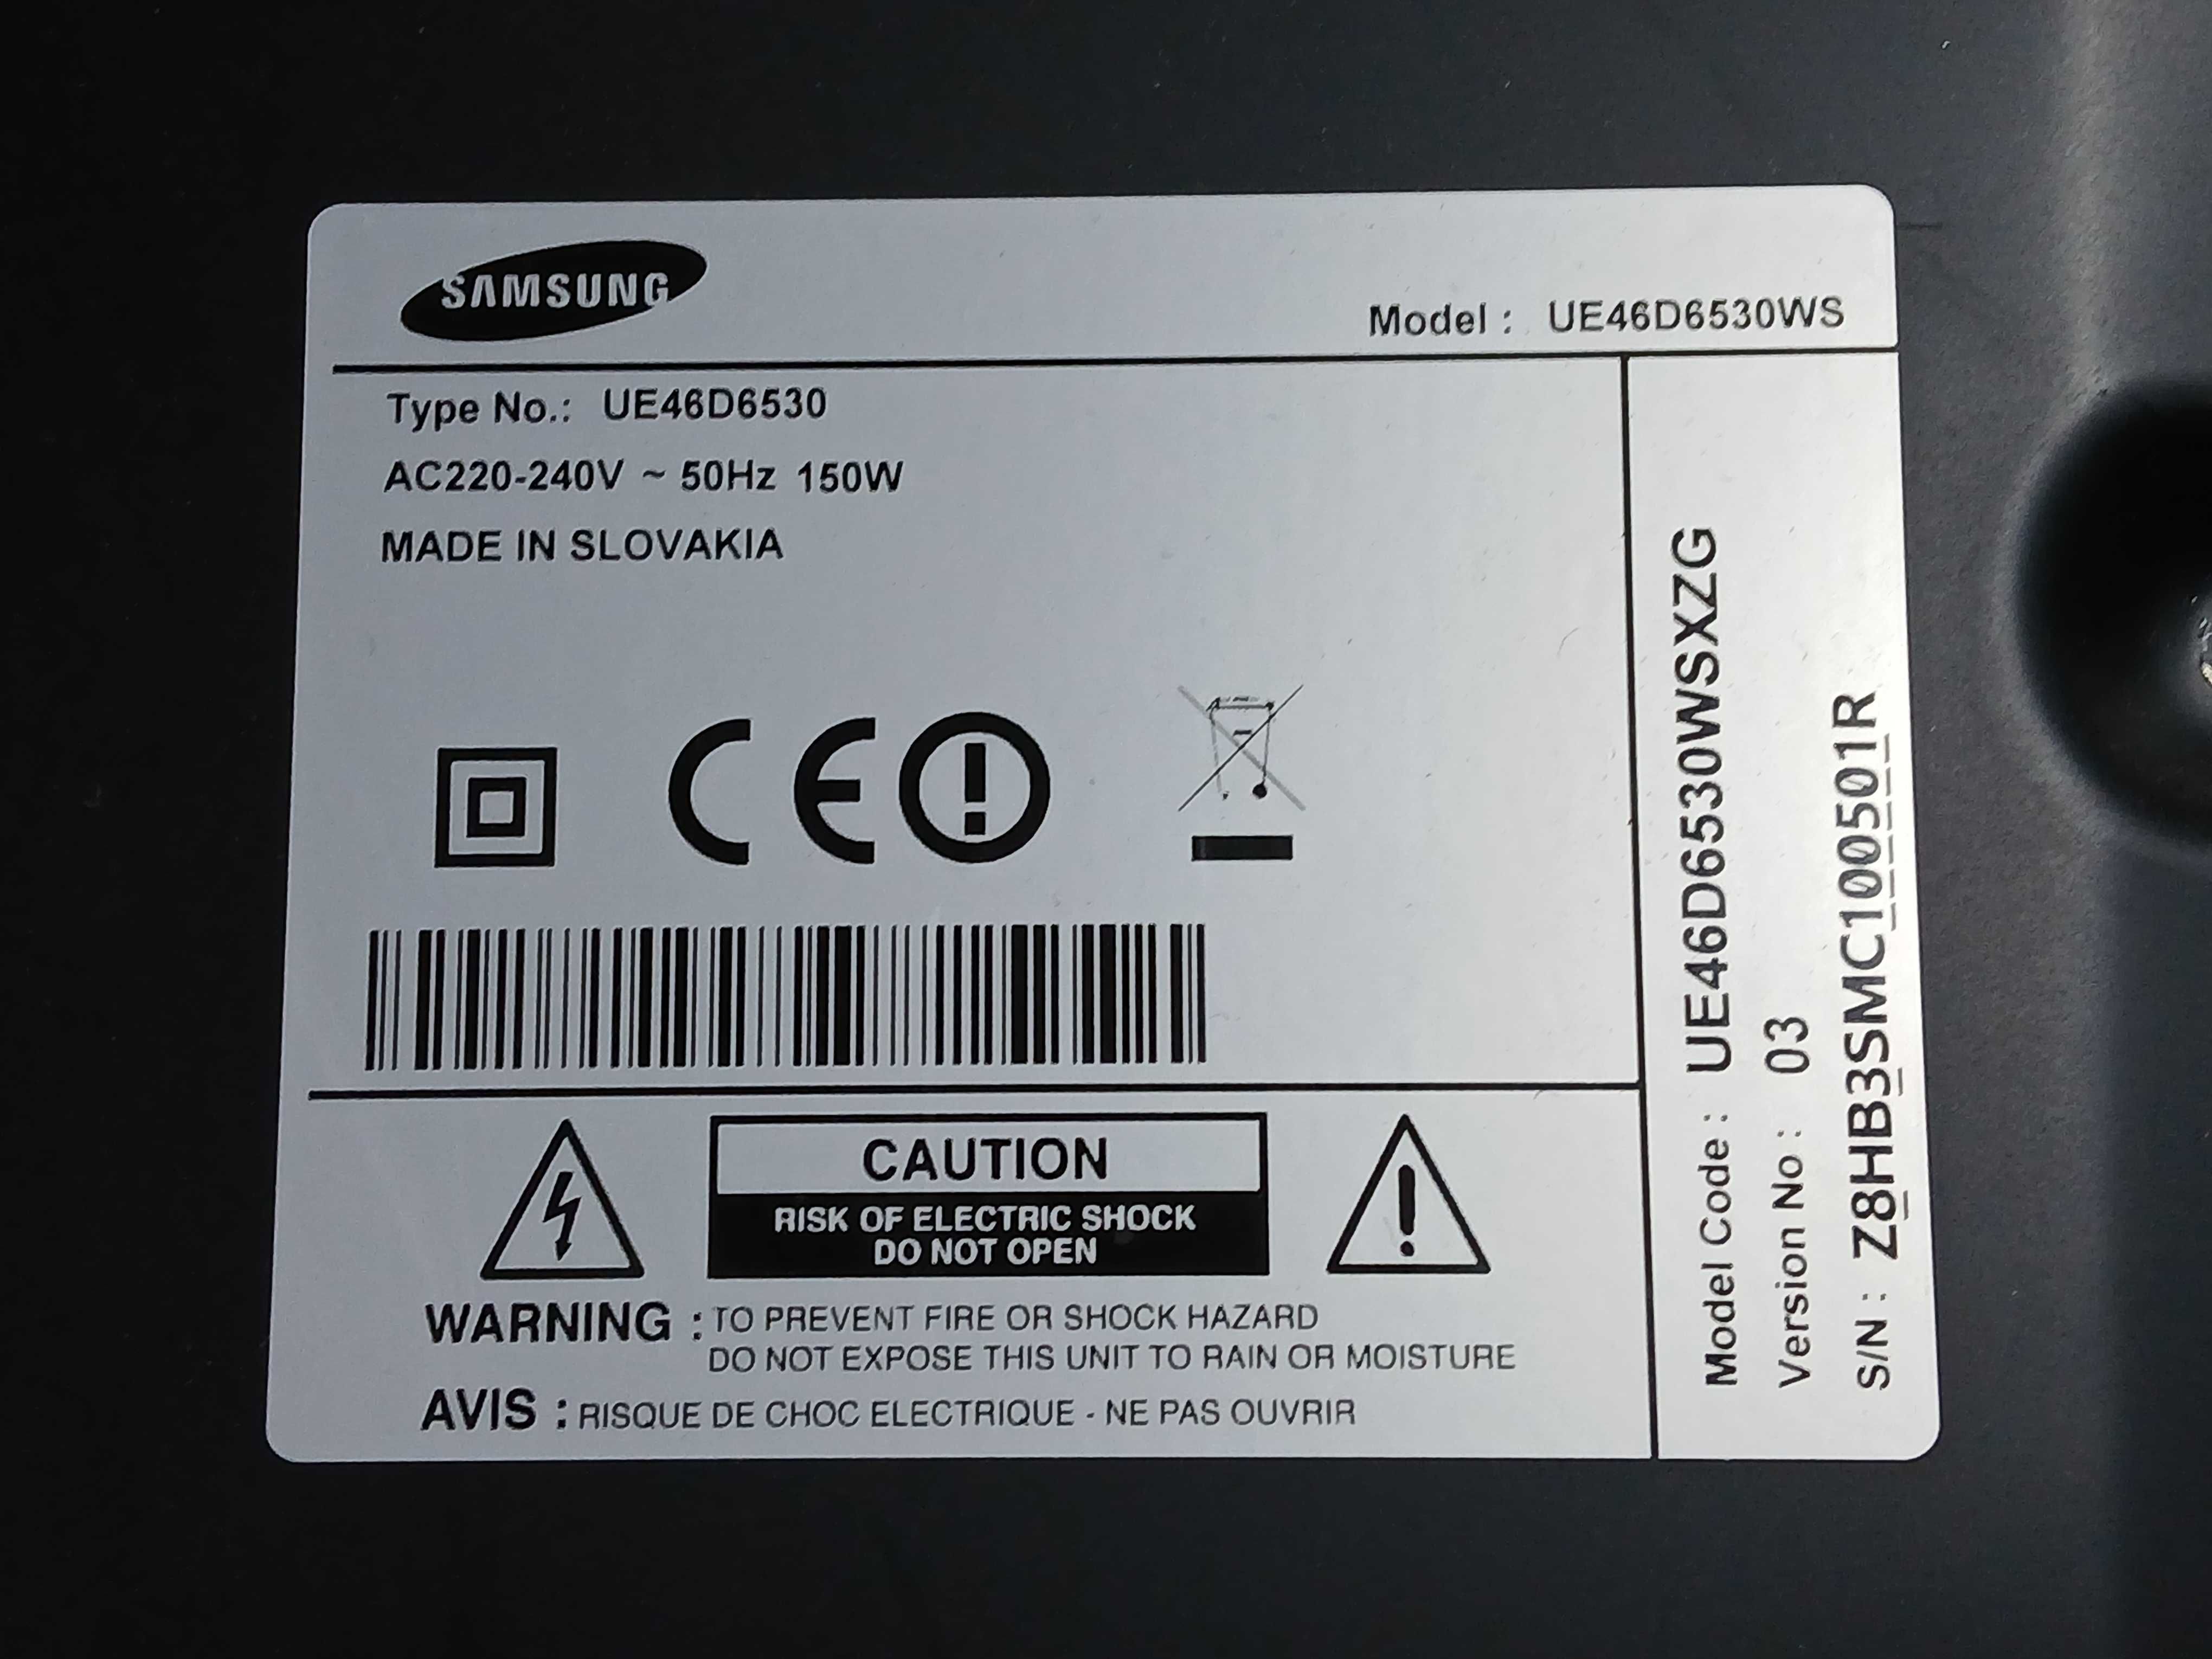 SAMSUNG
Model : UE46D6530WS
Type No.: UE46D6530
AC220-240V ~ 50Hz 150W
MADE IN SLOVAKIA
CE
CAUTION
RISK OF ELECTRIC SHOCK
DO NOT OPEN
WARNING : TO PREVENT FIRE OR SHOCK HAZARD
DO NOT EXPOSE THIS UNIT TO RAIN OR MOISTURE
AVIS : RISQUE DE CHOC ELECTRIQUE - NE PAS OUVRIR
Model Code : UE46D6530WSXZG
Version No : 03
S/N : Z8HB3SMC100501R